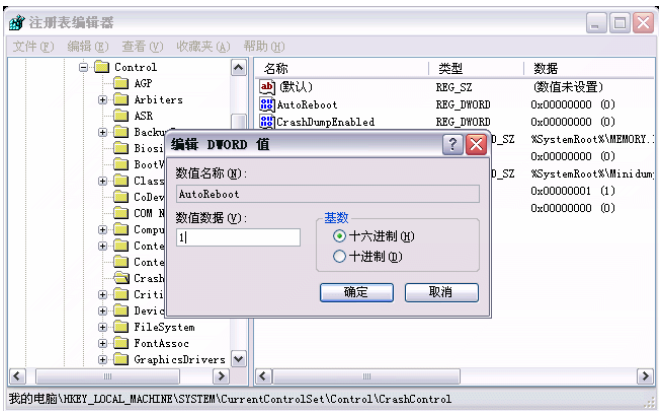 注册表编辑器
文件(F) 编辑(E) 查看(V) 收藏夹(A) 帮助(H)
Control
AGP
Arbiters
ASR
Biosi
BootV
Class
CoDev
COM N
Compu
Conte
Conte
Crash
Criti
Devic
FileSystem
FontAssoc
GraphicsDrivers
名称 类型 数据
ab (默认) REG_SZ (数值未设置)
AutoReboot REG_DWORD 0x00000000 (0)
CrashDumpEnabled REG_DWORD 0x00000000 (0)
D_SZ %SystemRoot%\MEMORY.
0x00000000 (0)
D_SZ %SystemRoot%\Minidum
0x00000001 (1)
0x00000000 (0)
编辑 DWORD 值
数值名称(N):
AutoReboot
数值数据(V):
1
基数
十六进制(H)
十进制(D)
确定 取消
我的电脑\HKEY_LOCAL_MACHINE\SYSTEM\CurrentControlSet\Control\CrashControl